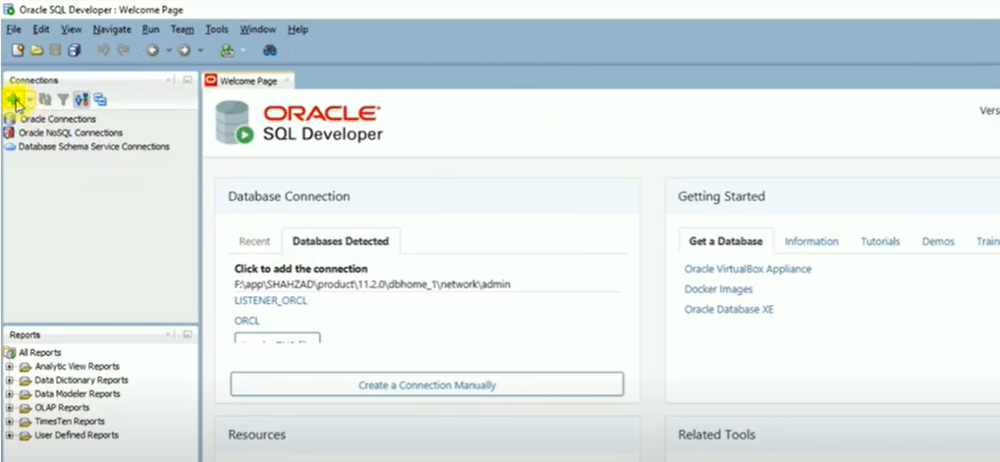 Oracle SQL Developer : Welcome Page
File Edit View Navigate Run Team Tools Window Help
Connections
Oracle Connections
Oracle NoSQL Connections
Database Schema Service Connections
Reports
All Reports
Analytic View Reports
Data Dictionary Reports
Data Modeler Reports
OLAP Reports
TimesTen Reports
User Defined Reports
Welcome Page
ORACLE
SQL Developer
Vers
Database Connection
Recent Databases Detected
Click to add the connection
F:\app\SHAHZAD\product\11.2.0\dbhome_1\network\admin
LISTENER_ORCL
ORCL
Create a Connection Manually
Getting Started
Get a Database Information Tutorials Demos Train
Oracle VirtualBox Appliance
Docker Images
Oracle Database XE
Resources
Related Tools